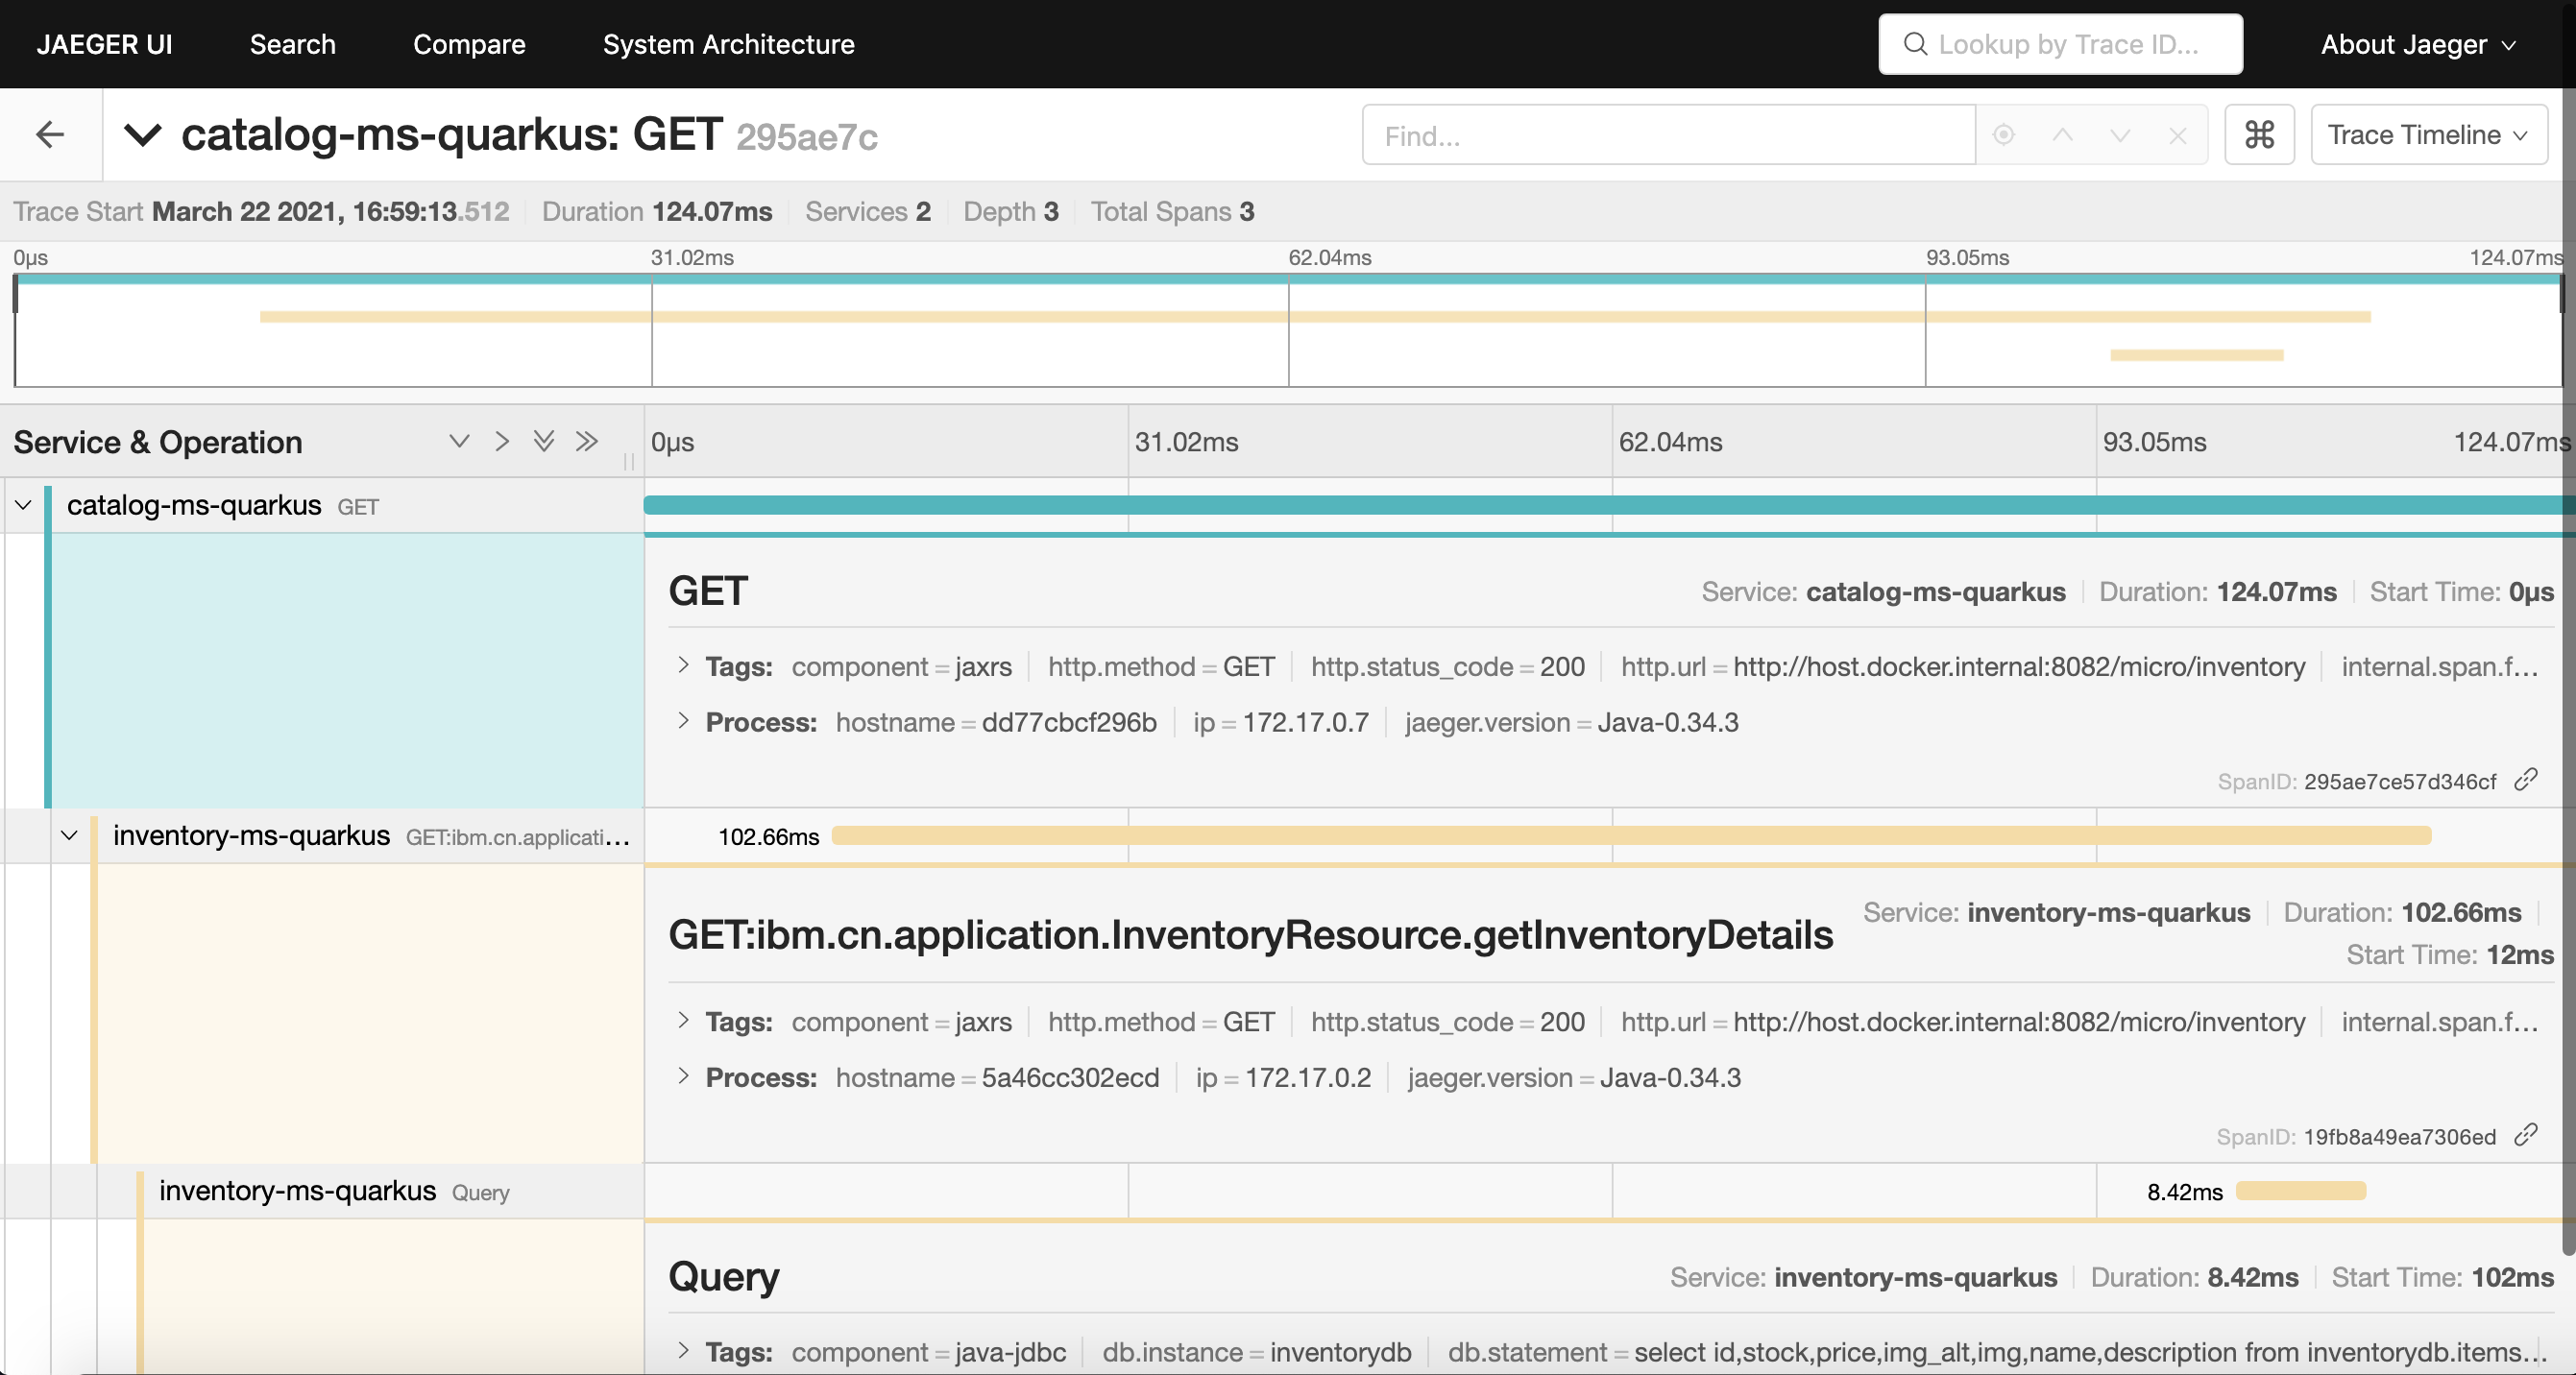 JAEGER UI Search Compare System Architecture Lookup by Trace ID... About Jaeger
catalog-ms-quarkus: GET 295ae7c Find... ⌘ Trace Timeline
Trace Start March 22 2021, 16:59:13.512 Duration 124.07ms Services 2 Depth 3 Total Spans 3
0μs 31.02ms 62.04ms 93.05ms 124.07ms
Service & Operation 0μs 31.02ms 62.04ms 93.05ms 124.07ms
catalog-ms-quarkus GET
GET Service: catalog-ms-quarkus Duration: 124.07ms Start Time: 0μs
Tags: component = jaxrs http.method = GET http.status_code = 200 http.url = http://host.docker.internal:8082/micro/inventory internal.span.f...
Process: hostname = dd77cbcf296b ip = 172.17.0.7 jaeger.version = Java-0.34.3
SpanID: 295ae7ce57d346cf
inventory-ms-quarkus GET:ibm.cn.applicati... 102.66ms
GET:ibm.cn.application.InventoryResource.getInventoryDetails Service: inventory-ms-quarkus Duration: 102.66ms
Start Time: 12ms
Tags: component = jaxrs http.method = GET http.status_code = 200 http.url = http://host.docker.internal:8082/micro/inventory internal.span.f...
Process: hostname = 5a46cc302ecd ip = 172.17.0.2 jaeger.version = Java-0.34.3
SpanID: 19fb8a49ea7306ed
inventory-ms-quarkus Query 8.42ms
Query Service: inventory-ms-quarkus Duration: 8.42ms Start Time: 102ms
Tags: component = java-jdbc db.instance = inventorydb db.statement = select id,stock,price,img_alt,img,name,description from inventorydb.items...